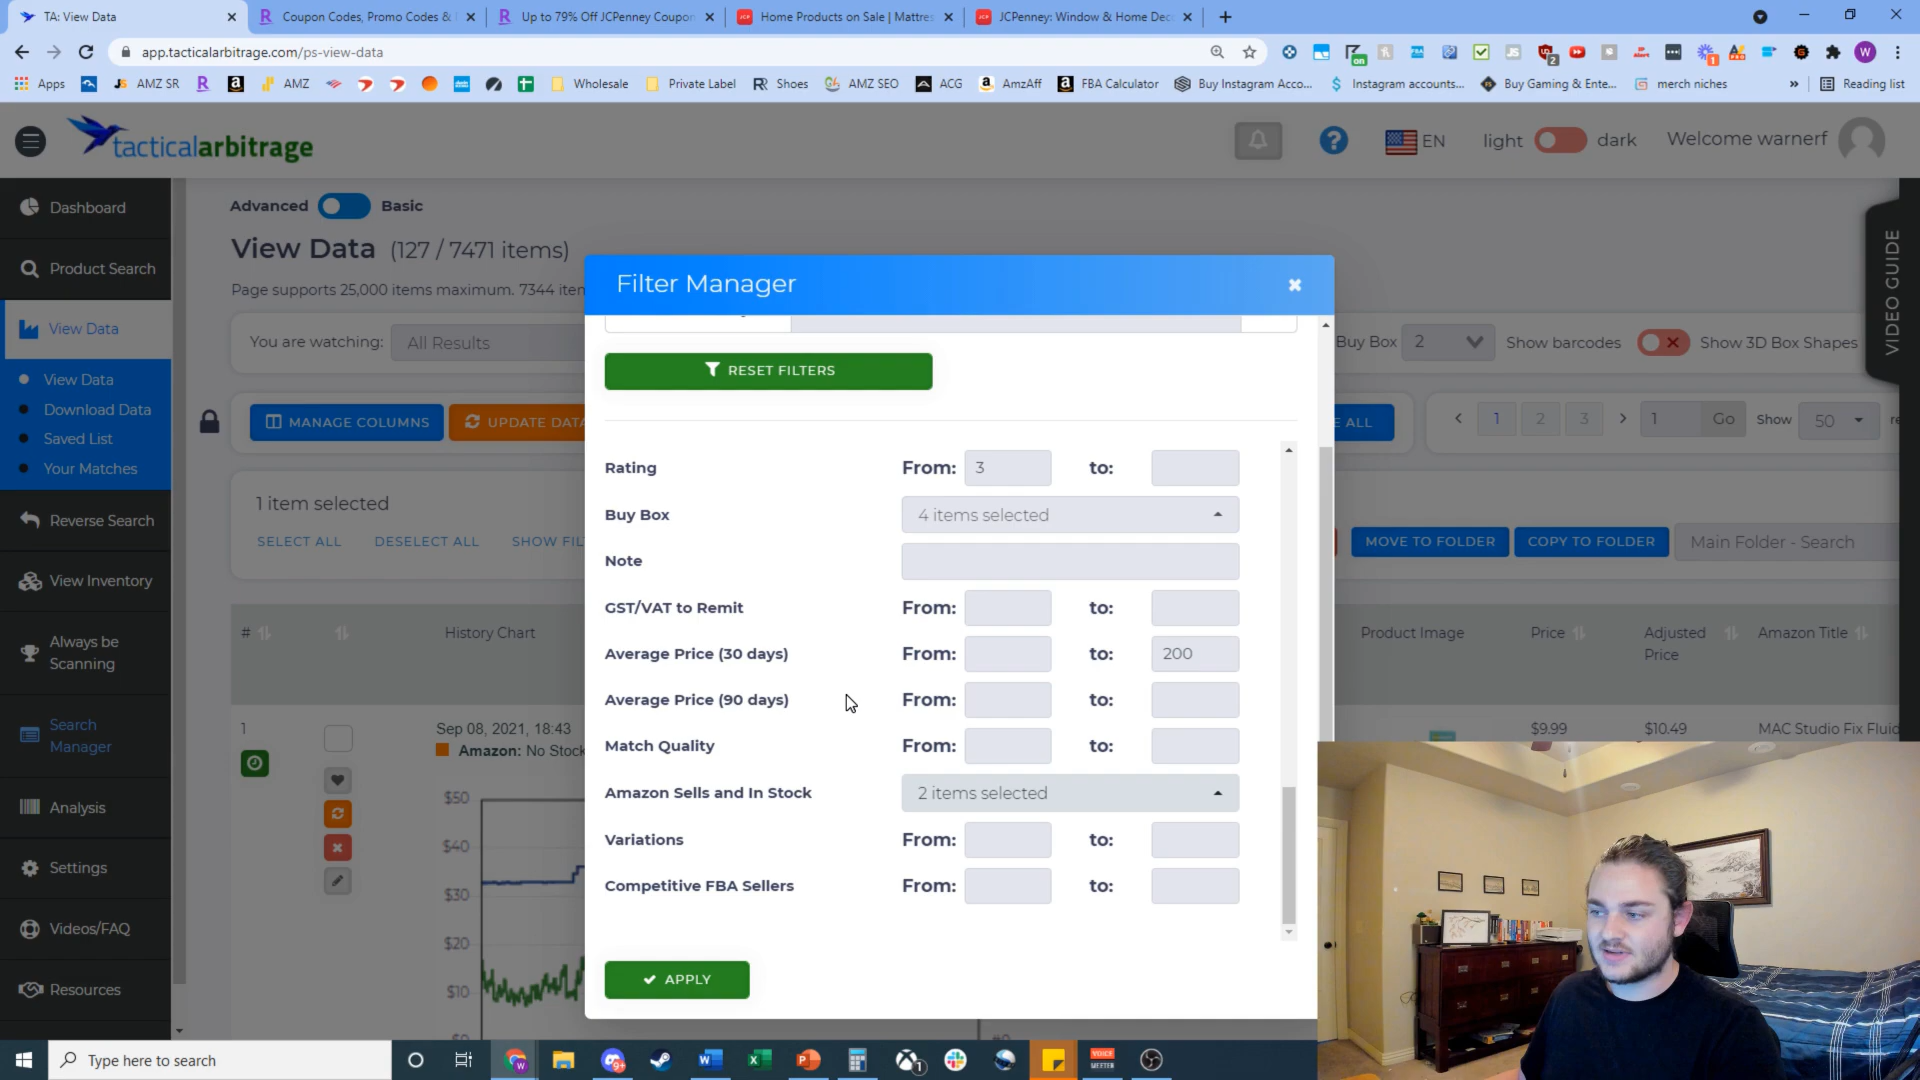 TA: View Data
Coupon Codes, Promo Codes &
Up to 79% Off JCPenney Coupon
Home Products on Sale | Mattres
JCPenney: Window & Home Dec
app.tacticalarbitrage.com/ps-view-data
Apps
AMZ SR
AMZ
Wholesale
Private Label
Shoes
AMZ SEO
ACG
AmzAff
FBA Calculator
Buy Instagram Acco...
Instagram accounts...
Buy Gaming & Ente...
merch niches
Reading list
tacticalarbitrage
EN
light
dark
Welcome warnerf
Dashboard
Product Search
View Data
View Data
Download Data
Saved List
Your Matches
Reverse Search
View Inventory
Always be Scanning
Search Manager
Analysis
Settings
Videos/FAQ
Resources
Advanced
Basic
View Data (127 / 7471 items)
Page supports 25,000 items maximum. 7344 iten
You are watching:
All Results
MANAGE COLUMNS
UPDATE DATA
1 item selected
SELECT ALL
DESELECT ALL
SHOW FIL
#
History Chart
1
Sep 08, 2021, 18:43
Amazon: No Stock
$50
$40
$30
$20
$10
Filter Manager
RESET FILTERS
Rating From: 3 to:
Buy Box 4 items selected
Note
GST/VAT to Remit From: to:
Average Price (30 days) From: to: 200
Average Price (90 days) From: to:
Match Quality From: to:
Amazon Sells and In Stock 2 items selected
Variations From: to:
Competitive FBA Sellers From: to:
APPLY
Buy Box 2
Show barcodes
Show 3D Box Shapes
VIDEO GUIDE
E ALL
1 2 3
1 Go
Show 50
MOVE TO FOLDER
COPY TO FOLDER
Main Folder - Search
Product Image
Price
Adjusted Price
Amazon Title
$9.99
$10.49
MAC Studio Fix Fluid
Type here to search